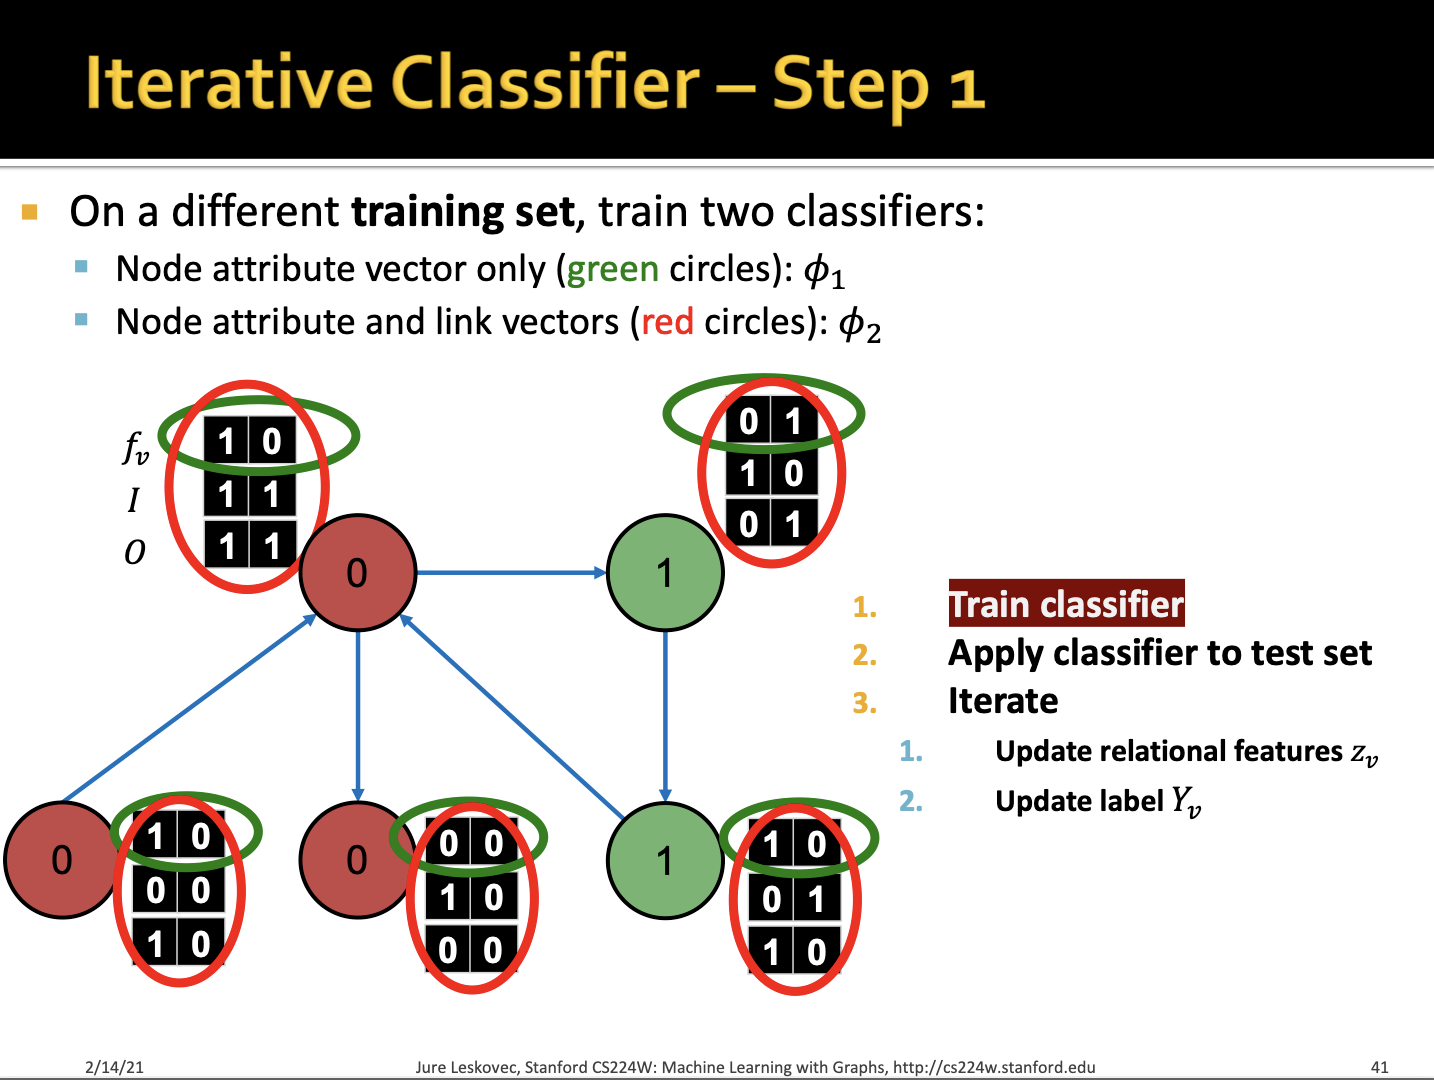 Iterative Classifier – Step 1
On a different training set, train two classifiers:
Node attribute vector only (green circles): ϕ₁
Node attribute and link vectors (red circles): ϕ₂
f_v 1 0
I 1 1
O 1 1
0
0 1
1 0
0 1
1
0
1 0
0 0
1 0
0
0 0
1 0
0 0
1
1 0
0 1
1 0
1. Train classifier
2. Apply classifier to test set
3. Iterate
1. Update relational features z_v
2. Update label Y_v
2/14/21
Jure Leskovec, Stanford CS224W: Machine Learning with Graphs, http://cs224w.stanford.edu
41